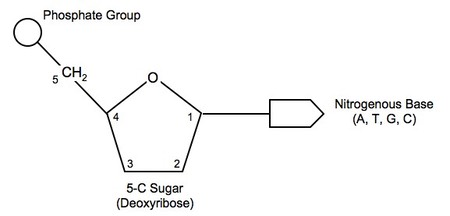 Phosphate Group
5 CH2
O
4
1
Nitrogenous Base
(A, T, G, C)
3
2
5-C Sugar
(Deoxyribose)